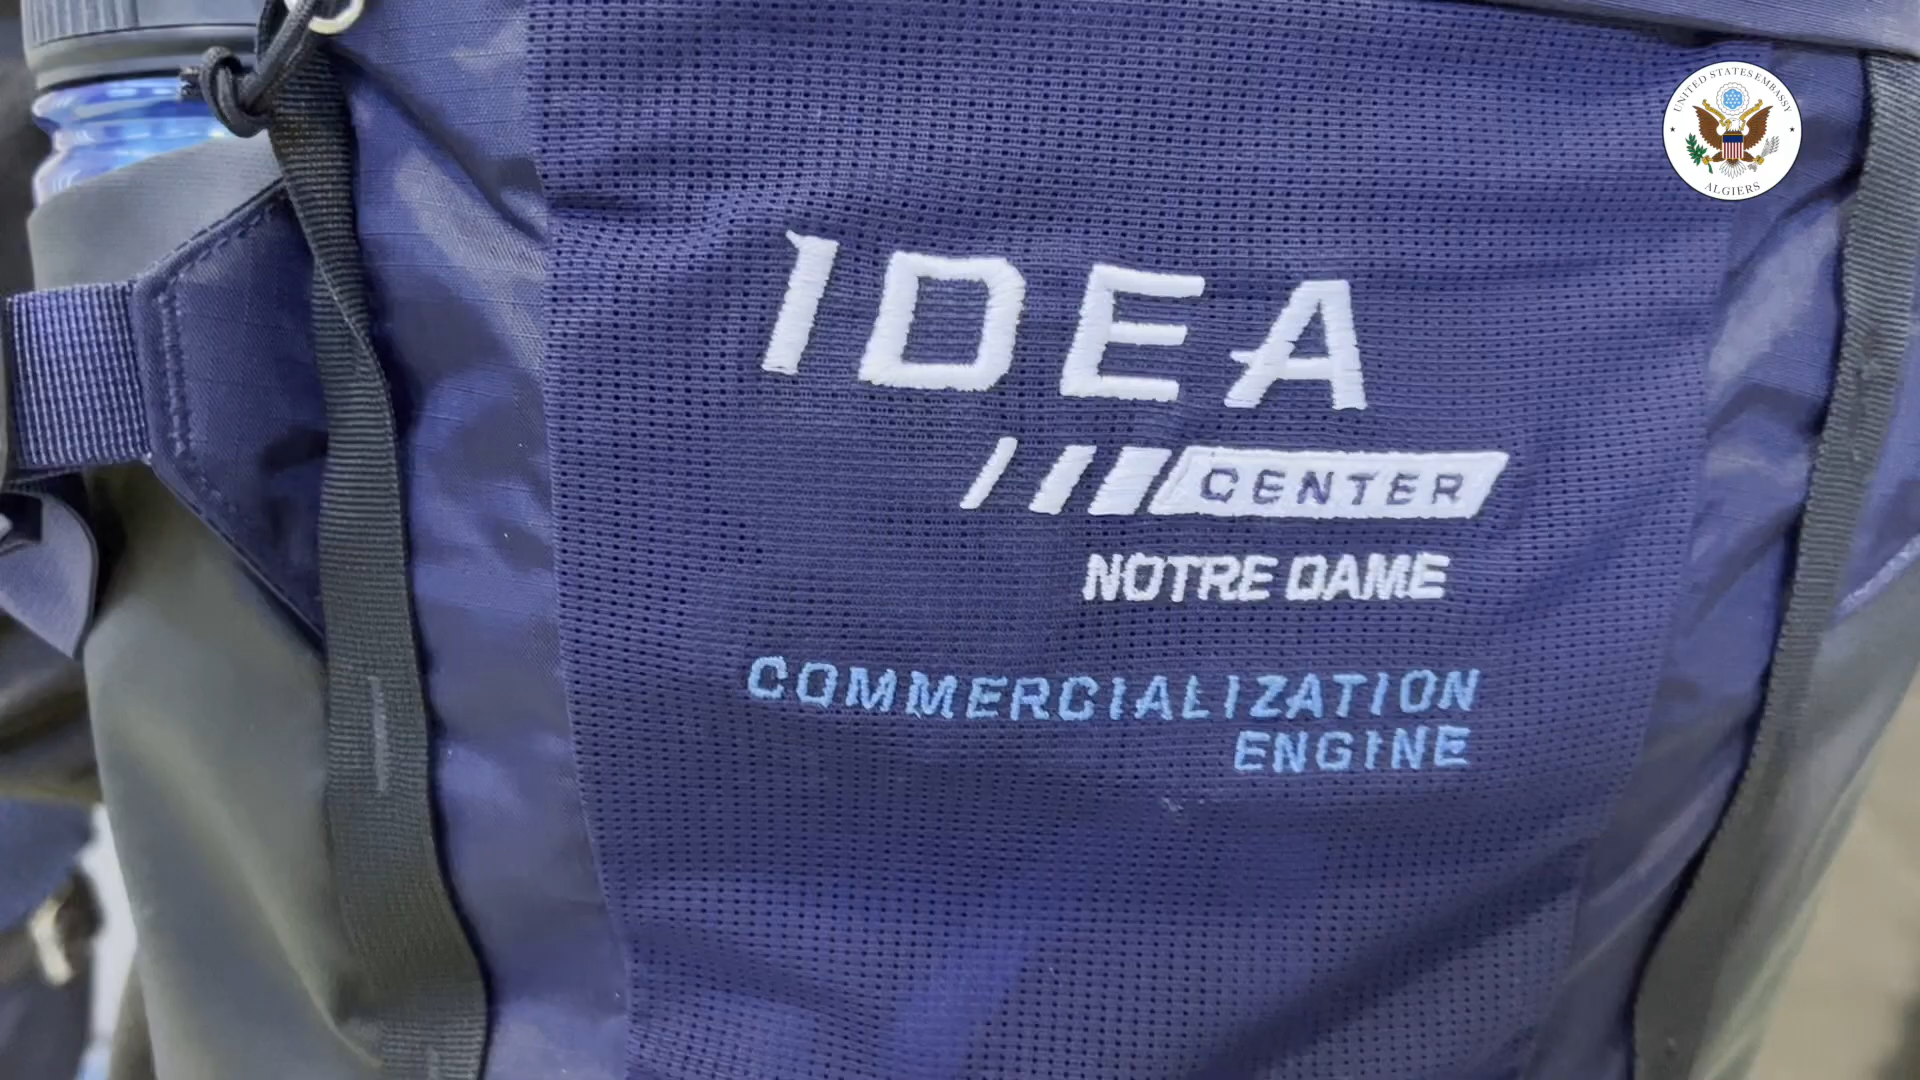 UNITED STATES EMBASSY
ALGIERS
IDEA
CENTER
NOTRE DAME
COMMERCIALIZATION
ENGINE